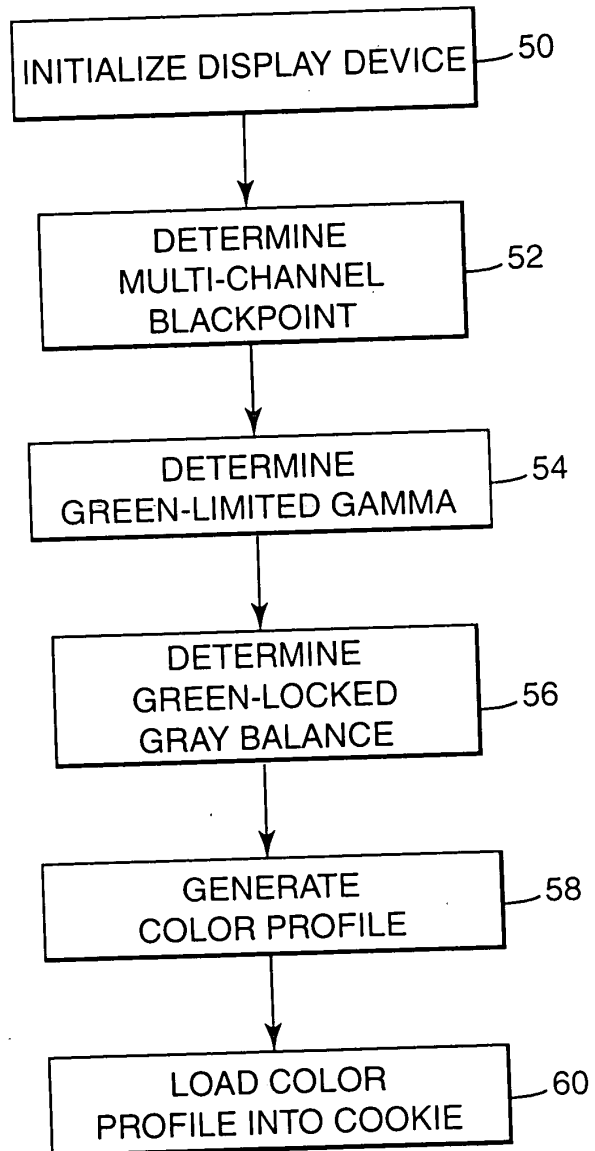 INITIALIZE DISPLAY DEVICE
50
DETERMINE
MULTI-CHANNEL
BLACKPOINT
52
DETERMINE
GREEN-LIMITED GAMMA
54
DETERMINE
GREEN-LOCKED
GRAY BALANCE
56
GENERATE
COLOR PROFILE
58
LOAD COLOR
PROFILE INTO COOKIE
60